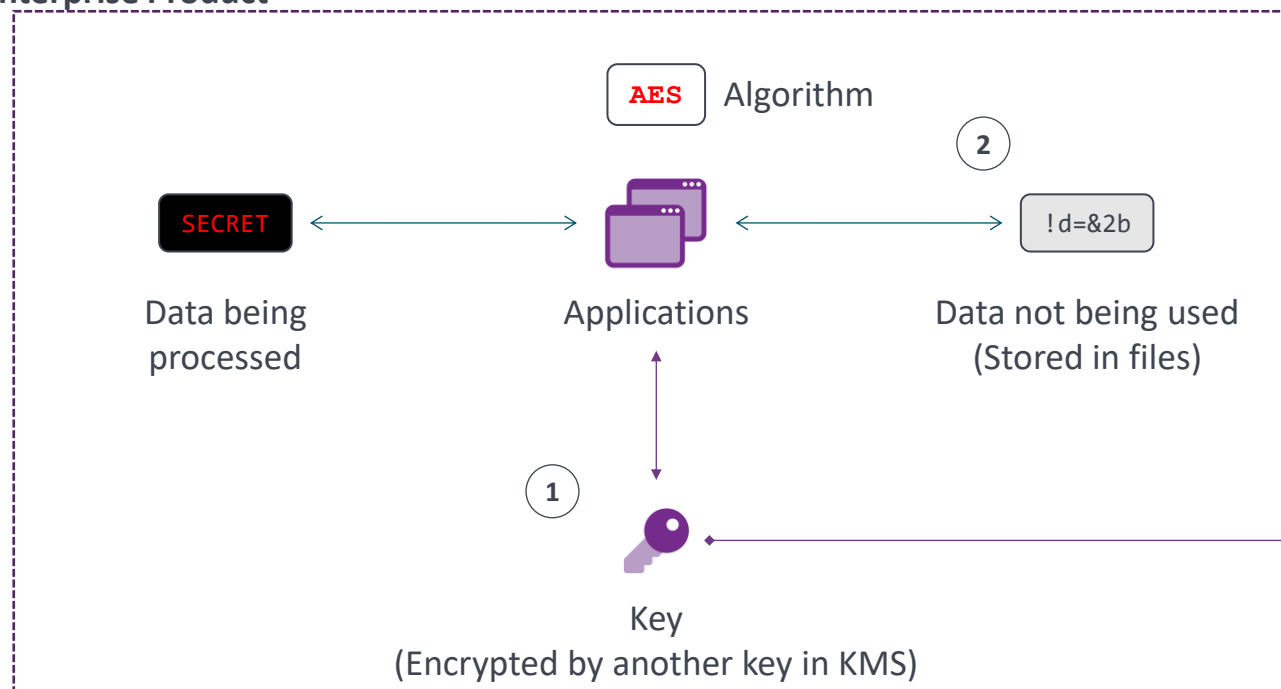 AES Algorithm
2
SECRET
!d=&2b
Data being
processed
Applications
Data not being used
(Stored in files)
1
Key
(Encrypted by another key in KMS)